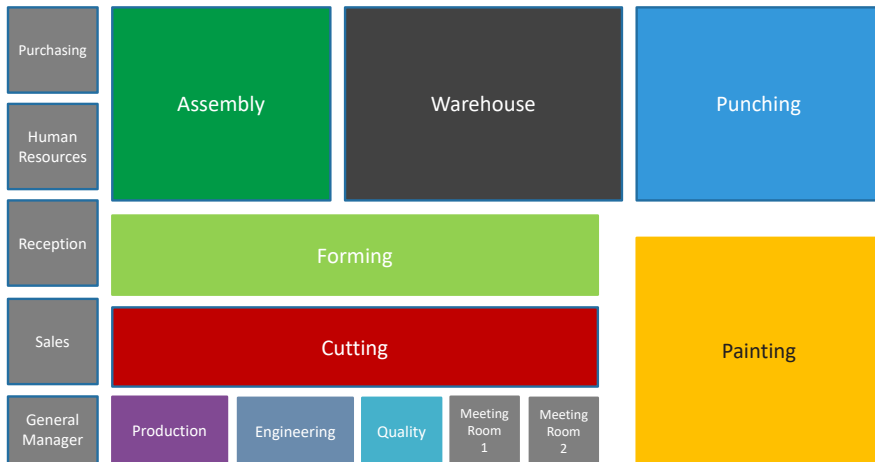 Purchasing
Assembly
Warehouse
Punching
Human
Resources
Reception
Forming
Sales
Cutting
Painting
General
Manager
Production
Engineering
Quality
Meeting
Room
1
Meeting
Room
2